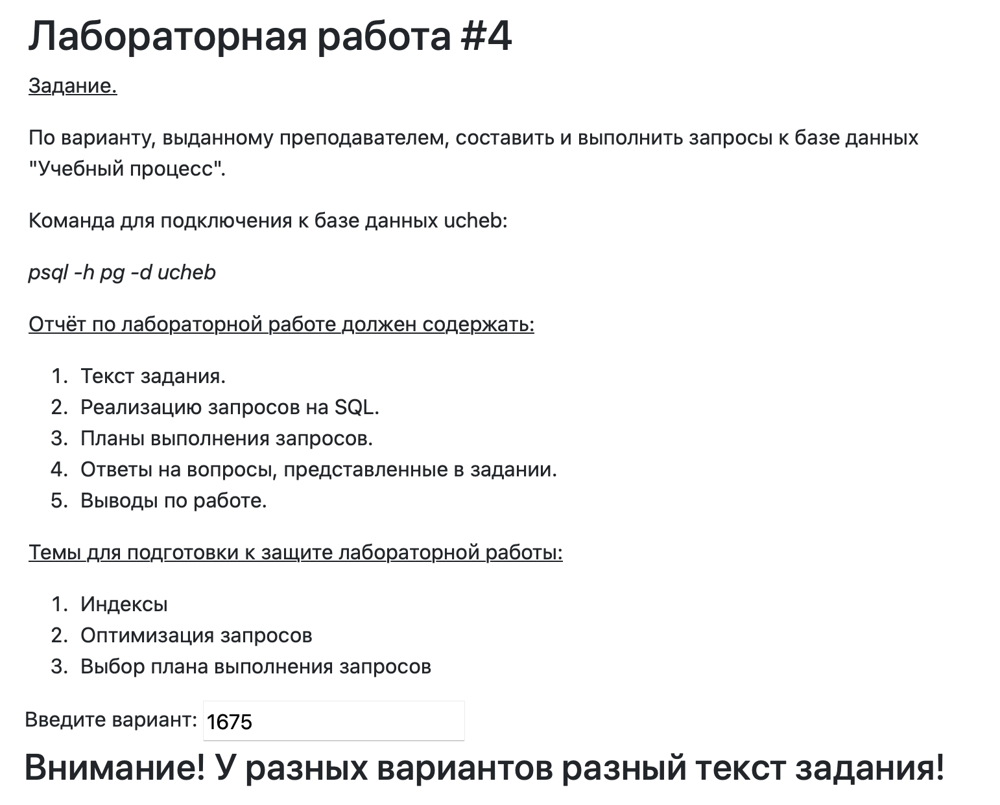 Лабораторная работа #4
Задание.
По варианту, выданному преподавателем, составить и выполнить запросы к базе данных
"Учебный процесс".
Команда для подключения к базе данных ucheb:
psql -h pg -d ucheb
Отчёт по лабораторной работе должен содержать:
1. Текст задания.
2. Реализацию запросов на SQL.
3. Планы выполнения запросов.
4. Ответы на вопросы, представленные в задании.
5. Выводы по работе.
Темы для подготовки к защите лабораторной работы:
1. Индексы
2. Оптимизация запросов
3. Выбор плана выполнения запросов
Введите вариант: 1675
Внимание! У разных вариантов разный текст задания!